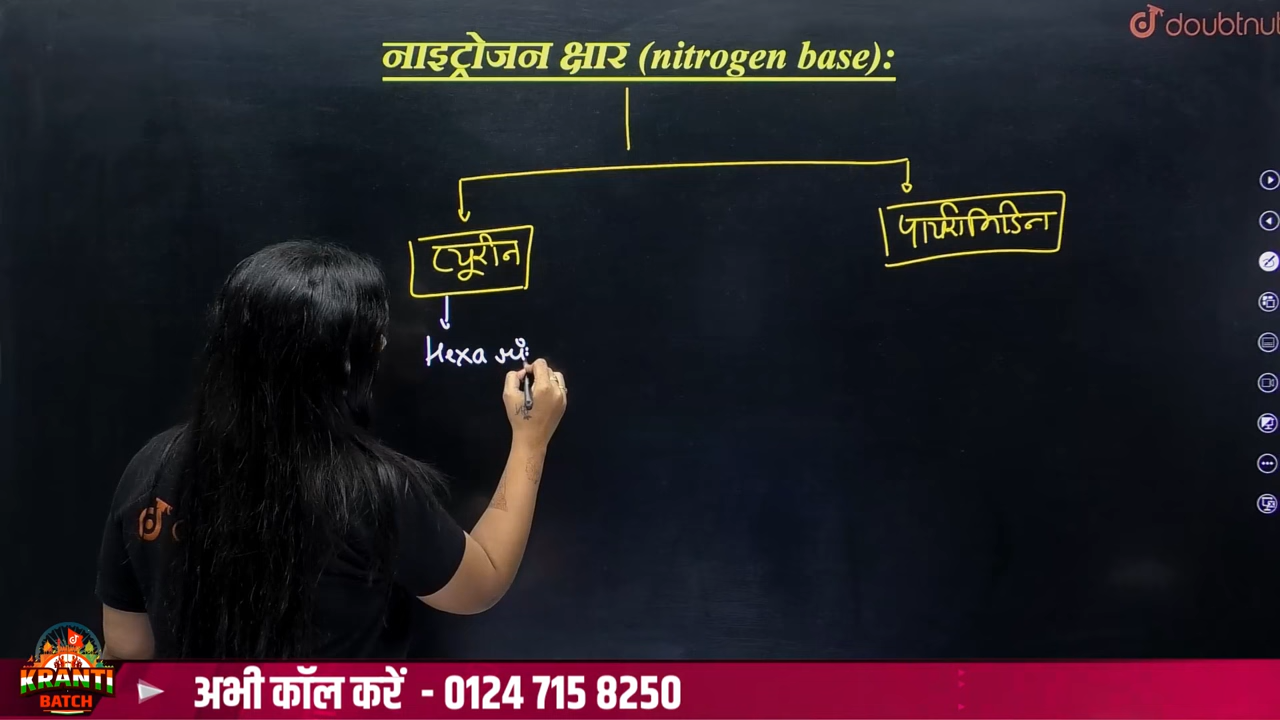 doubtnut
नाइट्रोजन क्षार (nitrogen base):
प्यूरीन
पायरीमिडिन
Hexa
KRANTI
BATCH
अभी कॉल करें - 0124 715 8250